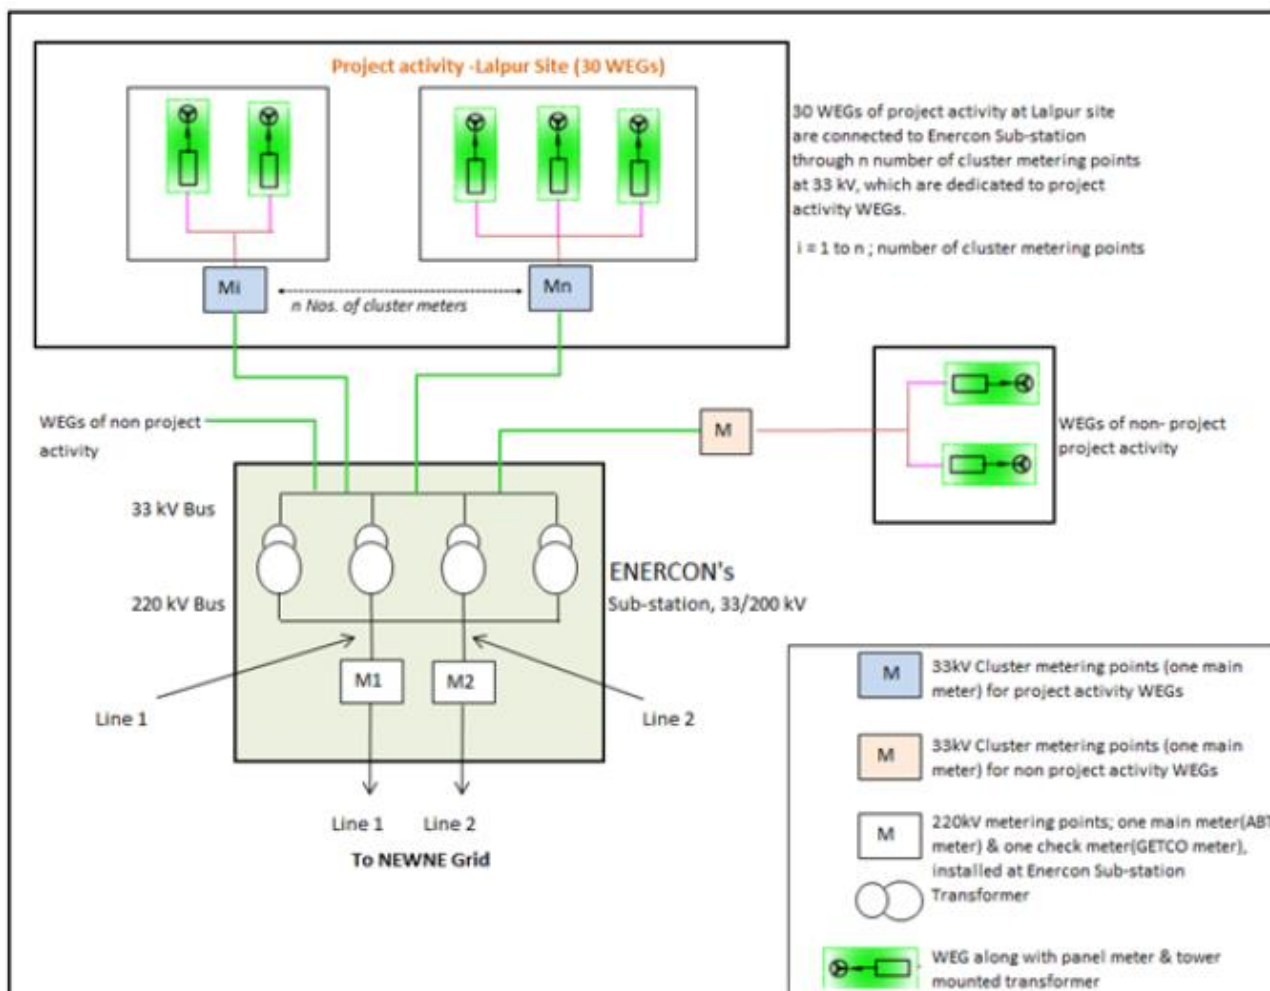 Project activity -Lalpur Site (30 WEGs)
30 WEGs of project activity at Lalpur site
are connected to Enercon Sub-station
through n number of cluster metering points
at 33 kV, which are dedicated to project
activity WEGs.
i = 1 to n ; number of cluster metering points
Mi
n Nos. of cluster meters
Mn
WEGs of non project
activity
M
WEGs of non- project
project activity
33 kV Bus
220 kV Bus
ENERCON's
Sub-station, 33/200 kV
M1
M2
Line 1
Line 2
Line 1
Line 2
To NEWNE Grid
M
33kV Cluster metering points (one main
meter) for project activity WEGs
M
33kV Cluster metering points (one main
meter) for non project activity WEGs
M
220kV metering points; one main meter(ABT
meter) & one check meter(GETCO meter),
installed at Enercon Sub-station
Transformer
WEG along with panel meter & tower
mounted transformer